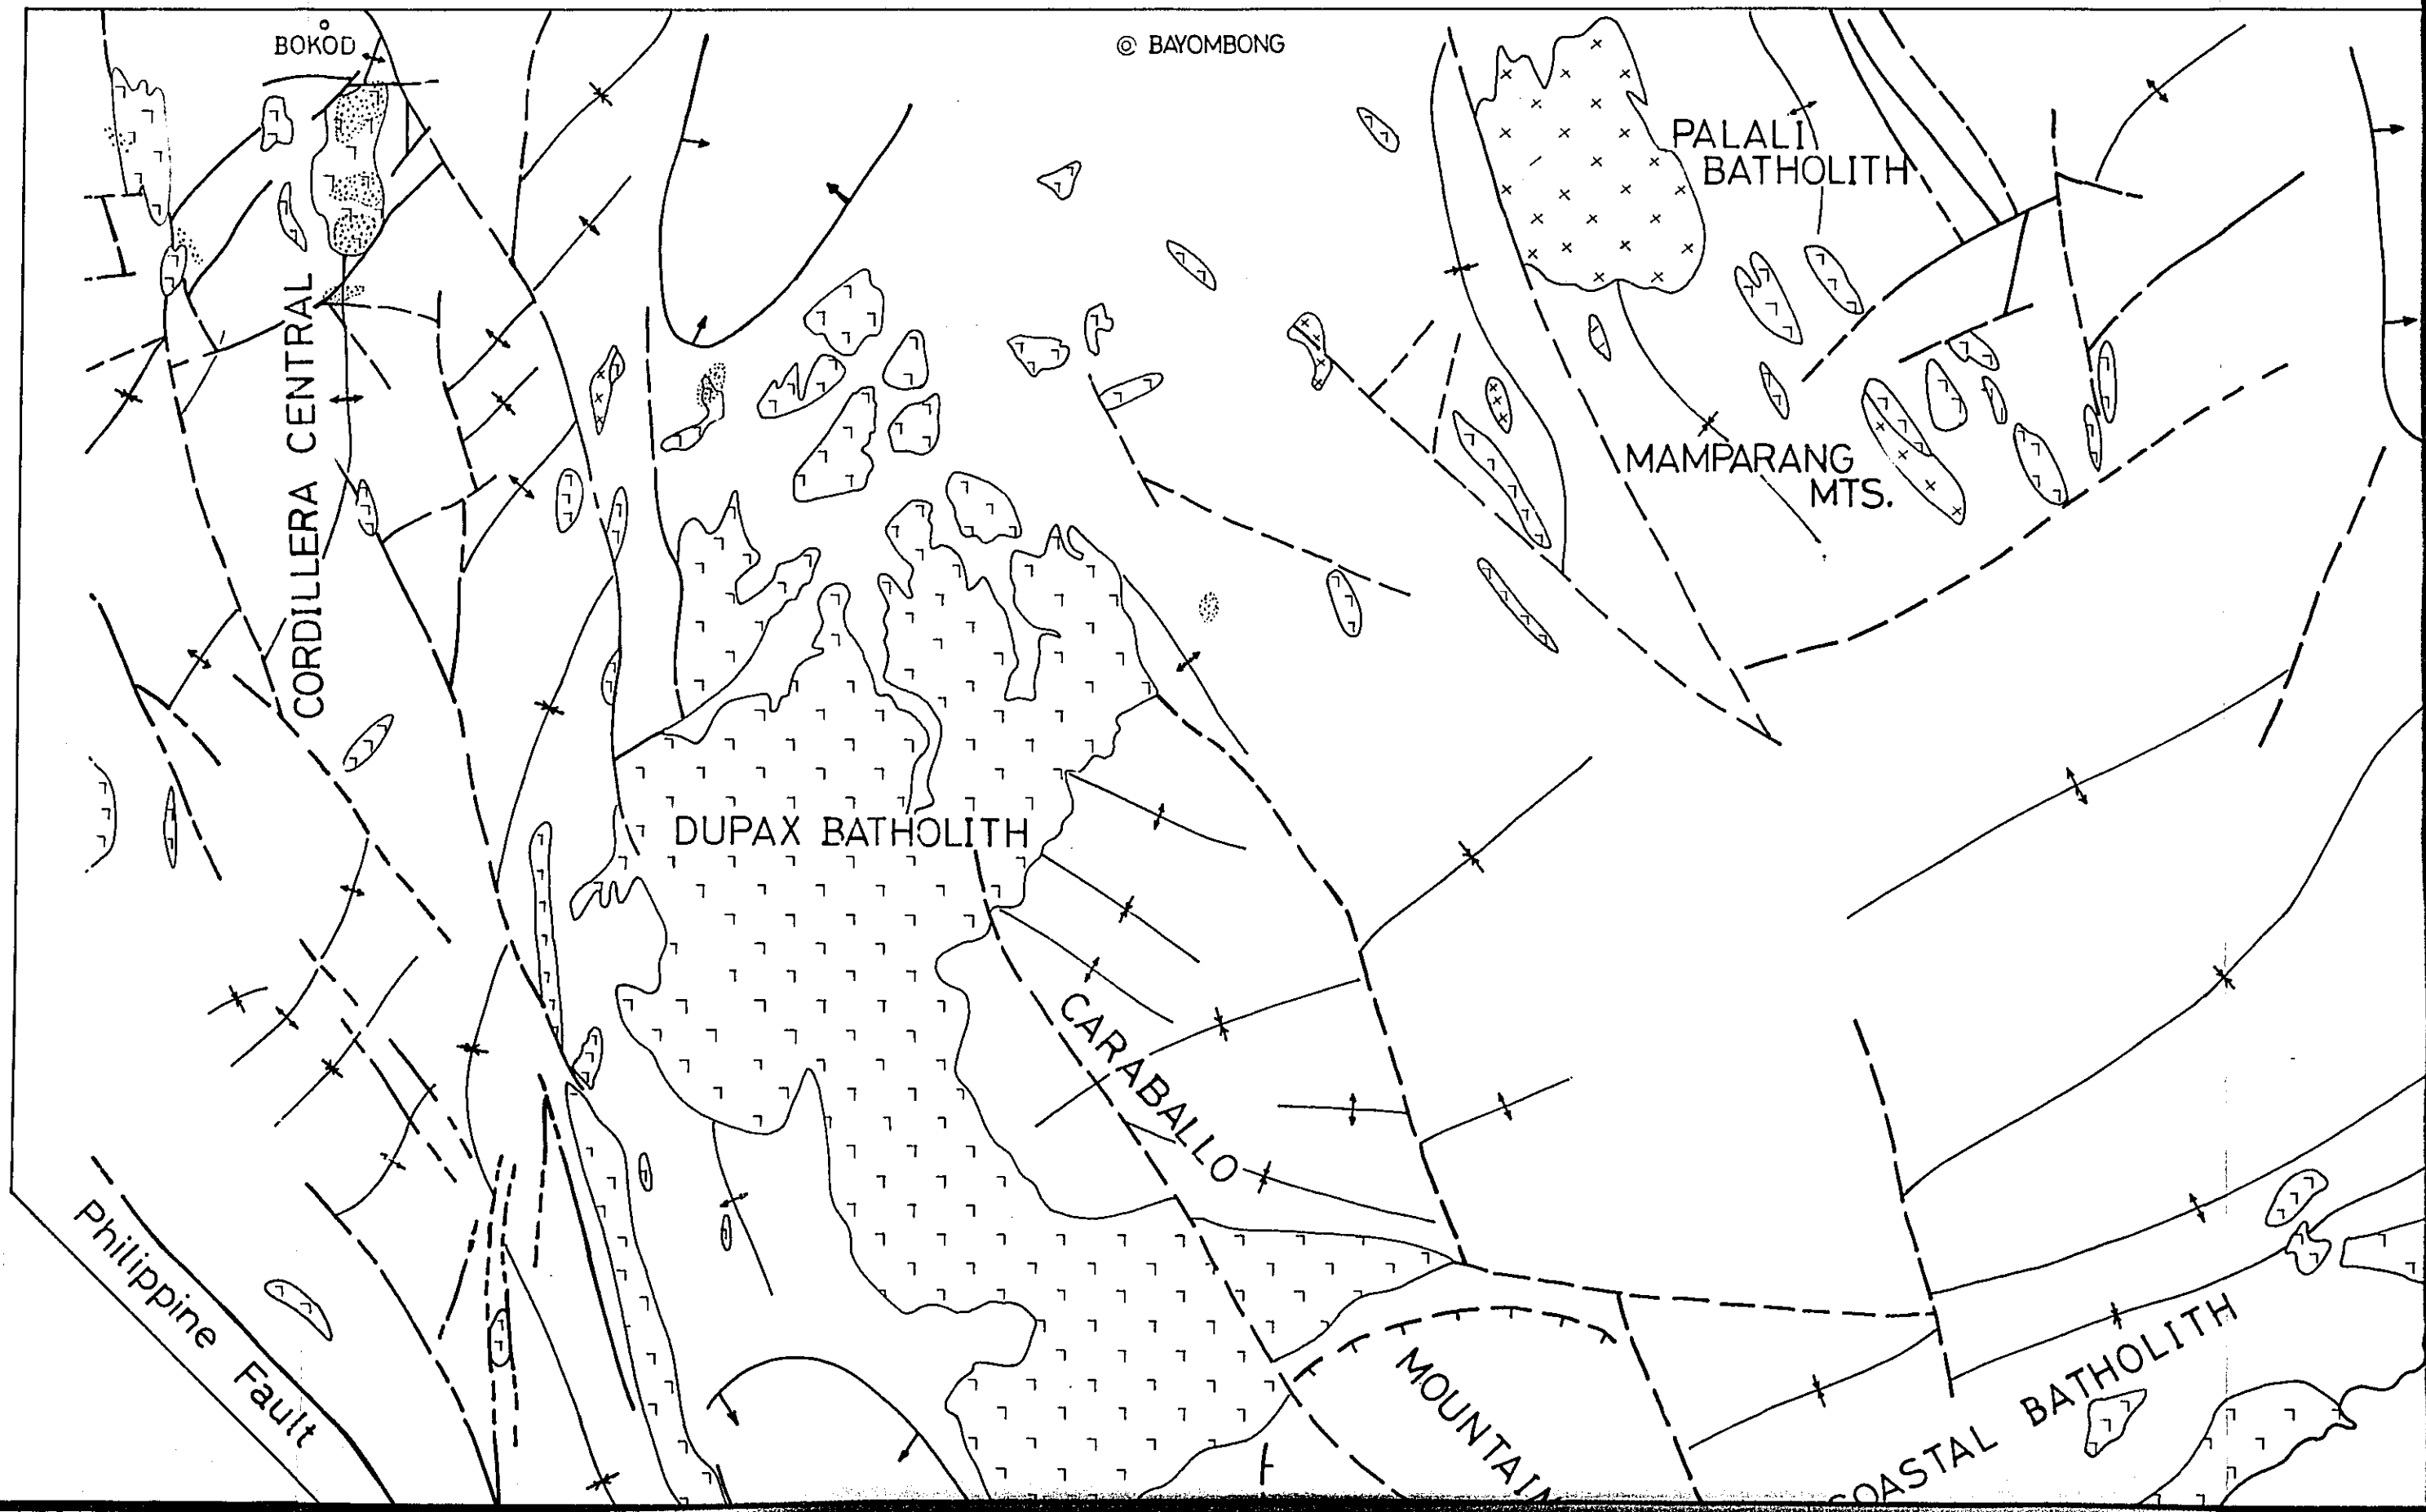 BOKOD
BAYOMBONG
PALALI
BATHOLITH
CORDILLERA CENTRAL
MAMPARANG
MTS.
DUPAX BATHOLITH
CARABALLO
MOUNTAIN
Philippine Fault
COASTAL BATHOLITH